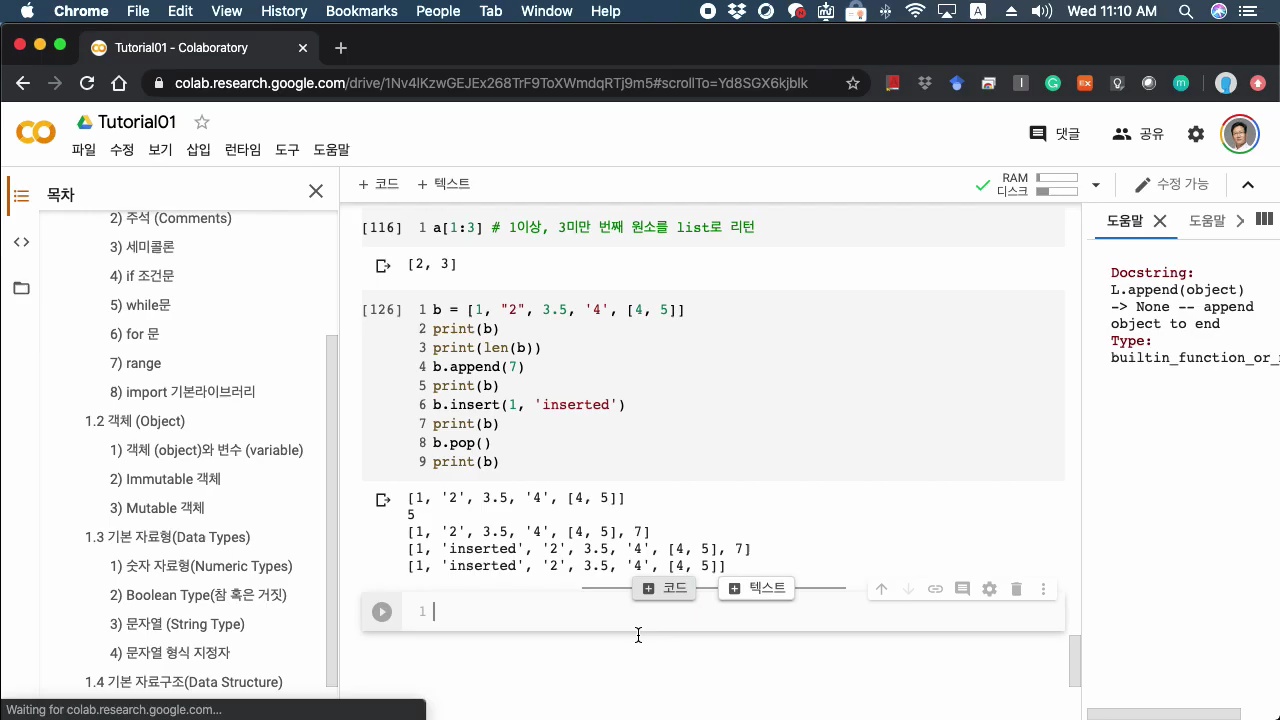 Chrome File Edit View History Bookmarks People Tab Window Help A Wed 11:10 AM
Tutorial01 - Colaboratory
colab.research.google.com/drive/1Nv4lKzwGEJEx268TrF9ToXWmdqRTj9m5#scrollTo=Yd8SGX6kjbIk
Tutorial01
파일 수정 보기 삽입 런타임 도구 도움말
댓글 공유
목차
+ 코드 + 텍스트
RAM
디스크
수정 가능
도움말 도움말
2) 주석 (Comments)
3) 세미콜론
4) if 조건문
5) while문
6) for 문
7) range
8) import 기본라이브러리
1.2 객체 (Object)
1) 객체 (object)와 변수 (variable)
2) Immutable 객체
3) Mutable 객체
1.3 기본 자료형(Data Types)
1) 숫자 자료형(Numeric Types)
2) Boolean Type(참 혹은 거짓)
3) 문자열 (String Type)
4) 문자열 형식 지정자
1.4 기본 자료구조(Data Structure)
[116] 1 a[1:3] # 1이상, 3미만 번째 원소를 list로 리턴
[2, 3]
[126] 1 b = [1, "2", 3.5, '4', [4, 5]]
2 print(b)
3 print(len(b))
4 b.append(7)
5 print(b)
6 b.insert(1, 'inserted')
7 print(b)
8 b.pop()
9 print(b)
[1, '2', 3.5, '4', [4, 5]]
5
[1, '2', 3.5, '4', [4, 5], 7]
[1, 'inserted', '2', 3.5, '4', [4, 5], 7]
[1, 'inserted', '2', 3.5, '4', [4, 5]]
코드 텍스트
1
Docstring:
L.append(object)
-> None -- append
object to end
Type:
builtin_function_or_
Waiting for colab.research.google.com...